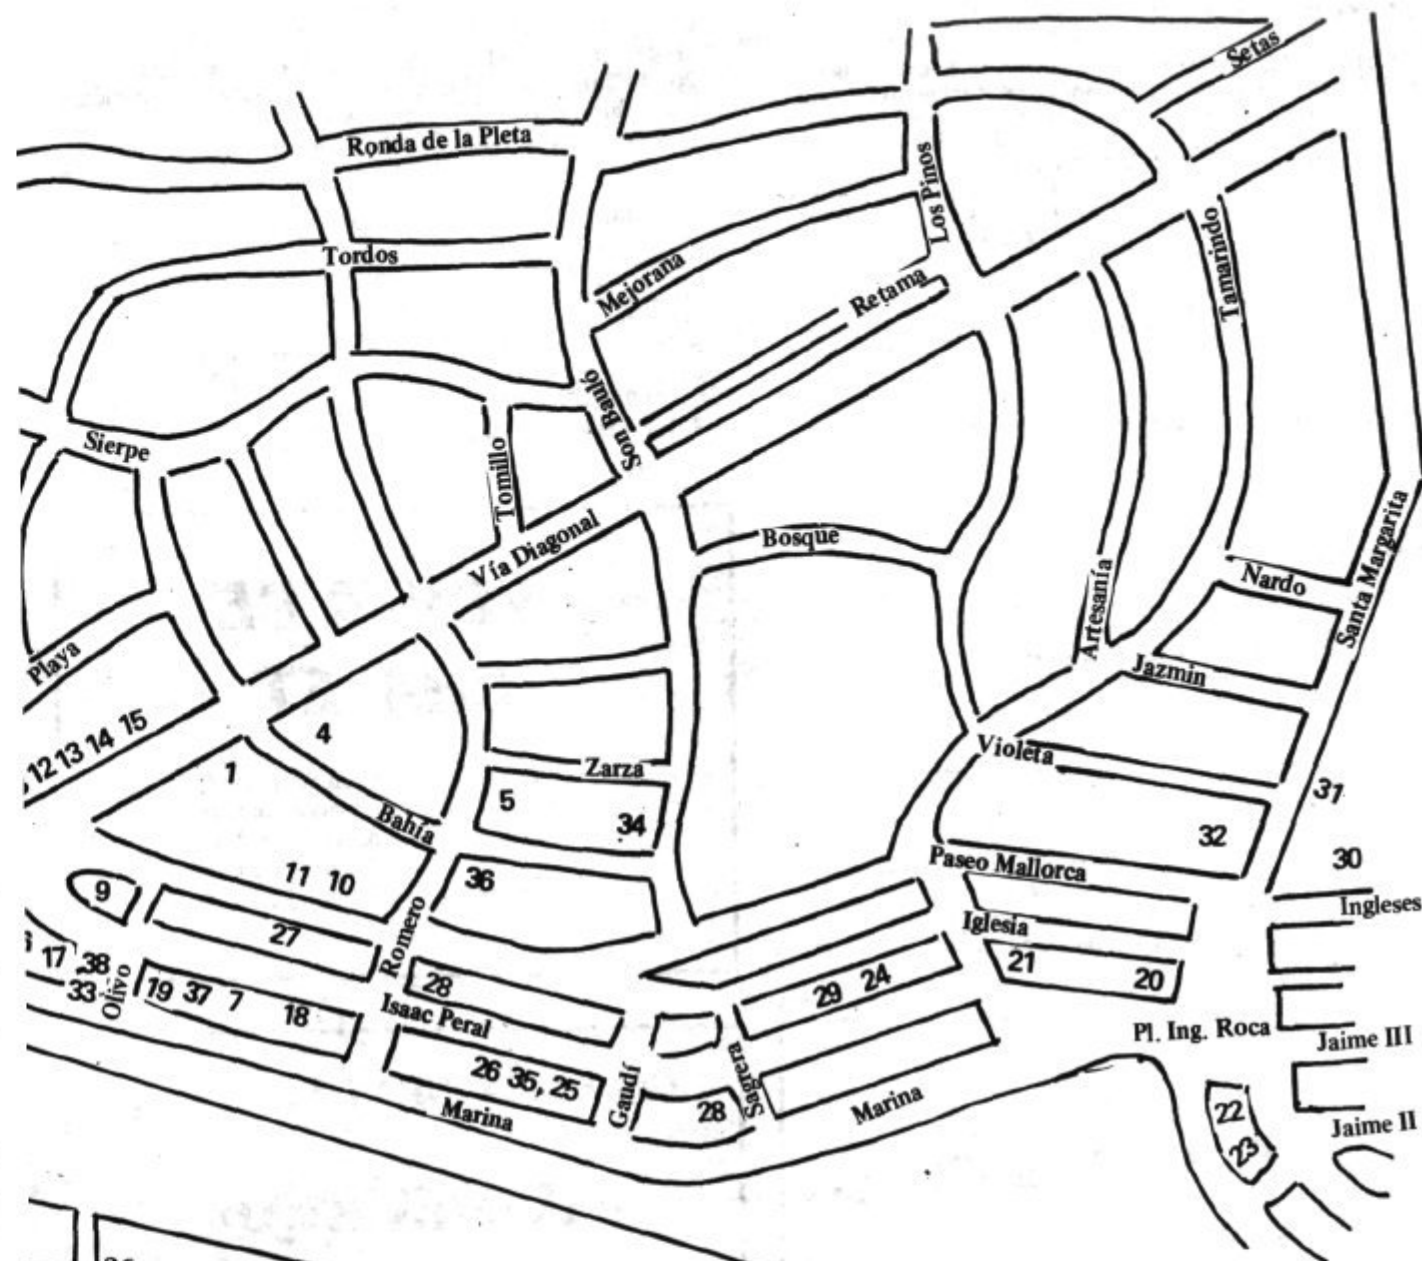 Setas
Ronda de la Pleta
Los Pinos
Tordos
Tamarindo
Mejorana
Retama
Son Bauló
Sierpe
Tomillo
Vía Diagonal
Bosque
Santa Margarita
Nardo
Artesanía
Playa
Jazmin
12 13 14 15
4
1
Violeta
Zarza
5
34
31
Bahía
32
30
Paseo Mallorca
11 10
36
9
Ingleses
27
Romero
Iglesia
17
38
33
Olivo
21
20
19 37 7 18
28
29 24
Isaac Peral
Pl. Ing. Roca
Jaime III
26 35, 25
Gaudí
Sagrera
28
Marina
Marina
22
23
Jaime II